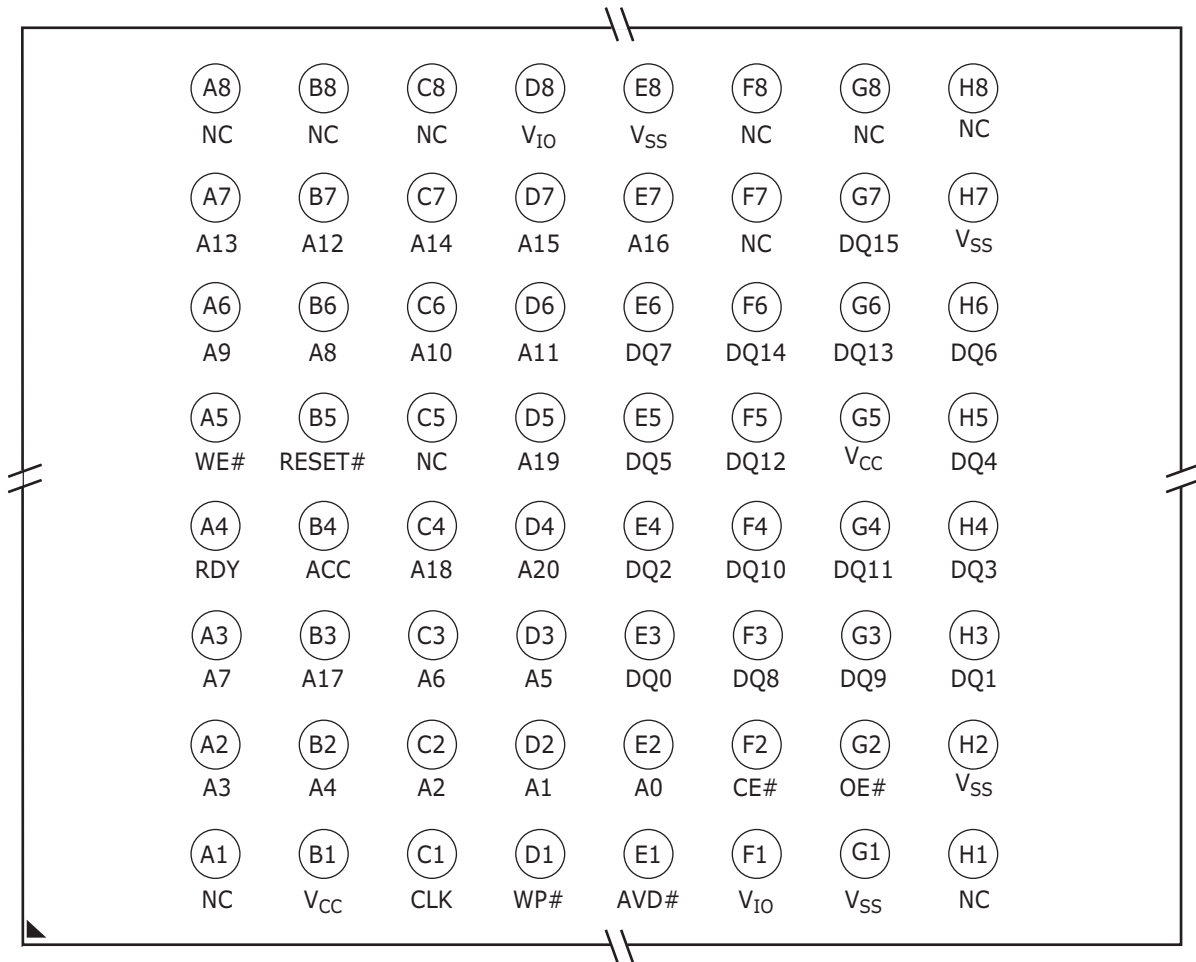 A8 B8 C8 D8 E8 F8 G8 H8
NC NC NC VIO VSS NC NC NC
A7 B7 C7 D7 E7 F7 G7 H7
A13 A12 A14 A15 A16 NC DQ15 VSS
A6 B6 C6 D6 E6 F6 G6 H6
A9 A8 A10 A11 DQ7 DQ14 DQ13 DQ6
A5 B5 C5 D5 E5 F5 G5 H5
WE# RESET# NC A19 DQ5 DQ12 VCC DQ4
A4 B4 C4 D4 E4 F4 G4 H4
RDY ACC A18 A20 DQ2 DQ10 DQ11 DQ3
A3 B3 C3 D3 E3 F3 G3 H3
A7 A17 A6 A5 DQ0 DQ8 DQ9 DQ1
A2 B2 C2 D2 E2 F2 G2 H2
A3 A4 A2 A1 A0 CE# OE# VSS
A1 B1 C1 D1 E1 F1 G1 H1
NC VCC CLK WP# AVD# VIO VSS NC